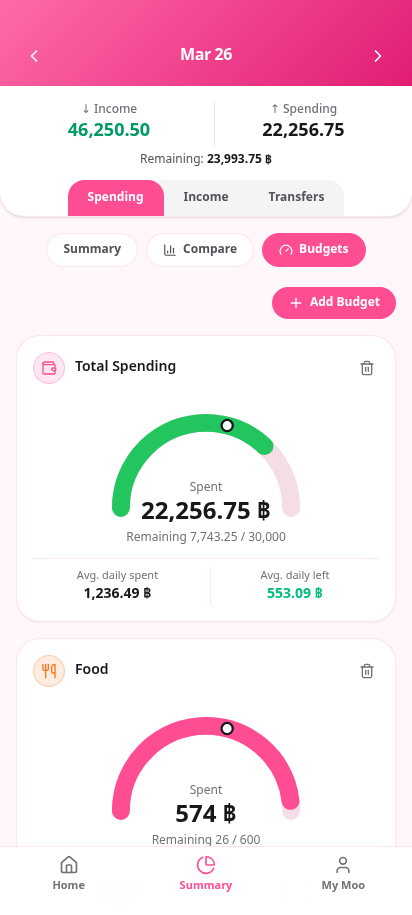 Mar 26
↓ Income
↑ Spending
46,250.50
22,256.75
Remaining: 23,993.75 ฿
Spending
Income
Transfers
Summary
Compare
Budgets
+ Add Budget
Total Spending
Spent
22,256.75 ฿
Remaining 7,743.25 / 30,000
Avg. daily spent
Avg. daily left
1,236.49 ฿
553.09 ฿
Food
Spent
574 ฿
Remaining 26 / 600
Home
Summary
My Moo